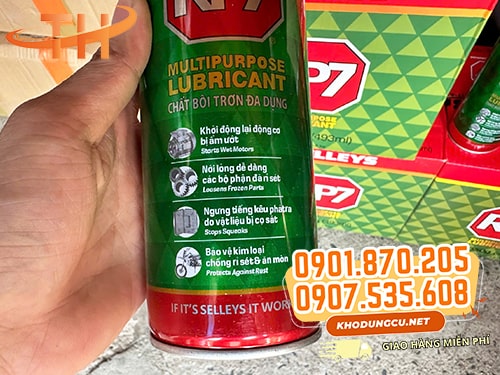 TH
RP7
MULTIPURPOSE
LUBRICANT
CHẤT BÔI TRƠN ĐA DỤNG
Khởi động lại động cơ
bị ẩm ướt
Starts Wet Motors
Nới lỏng dễ dàng
các bộ phận đã rỉ sét
Loosens Frozen Parts
Ngưng tiếng kêu phát ra
do vật liệu bị cọ sát
Stops Squeaks
Bảo vệ kim loại
chống rỉ sét & ăn mòn
Protects Against Rust
IF IT'S SELLEYS IT WOR
P7
493ml)
SELLEYS
RP7
0901.870.205
0907.535.608
KHODUNGCU.NET
GIAO HÀNG MIỄN PHÍ